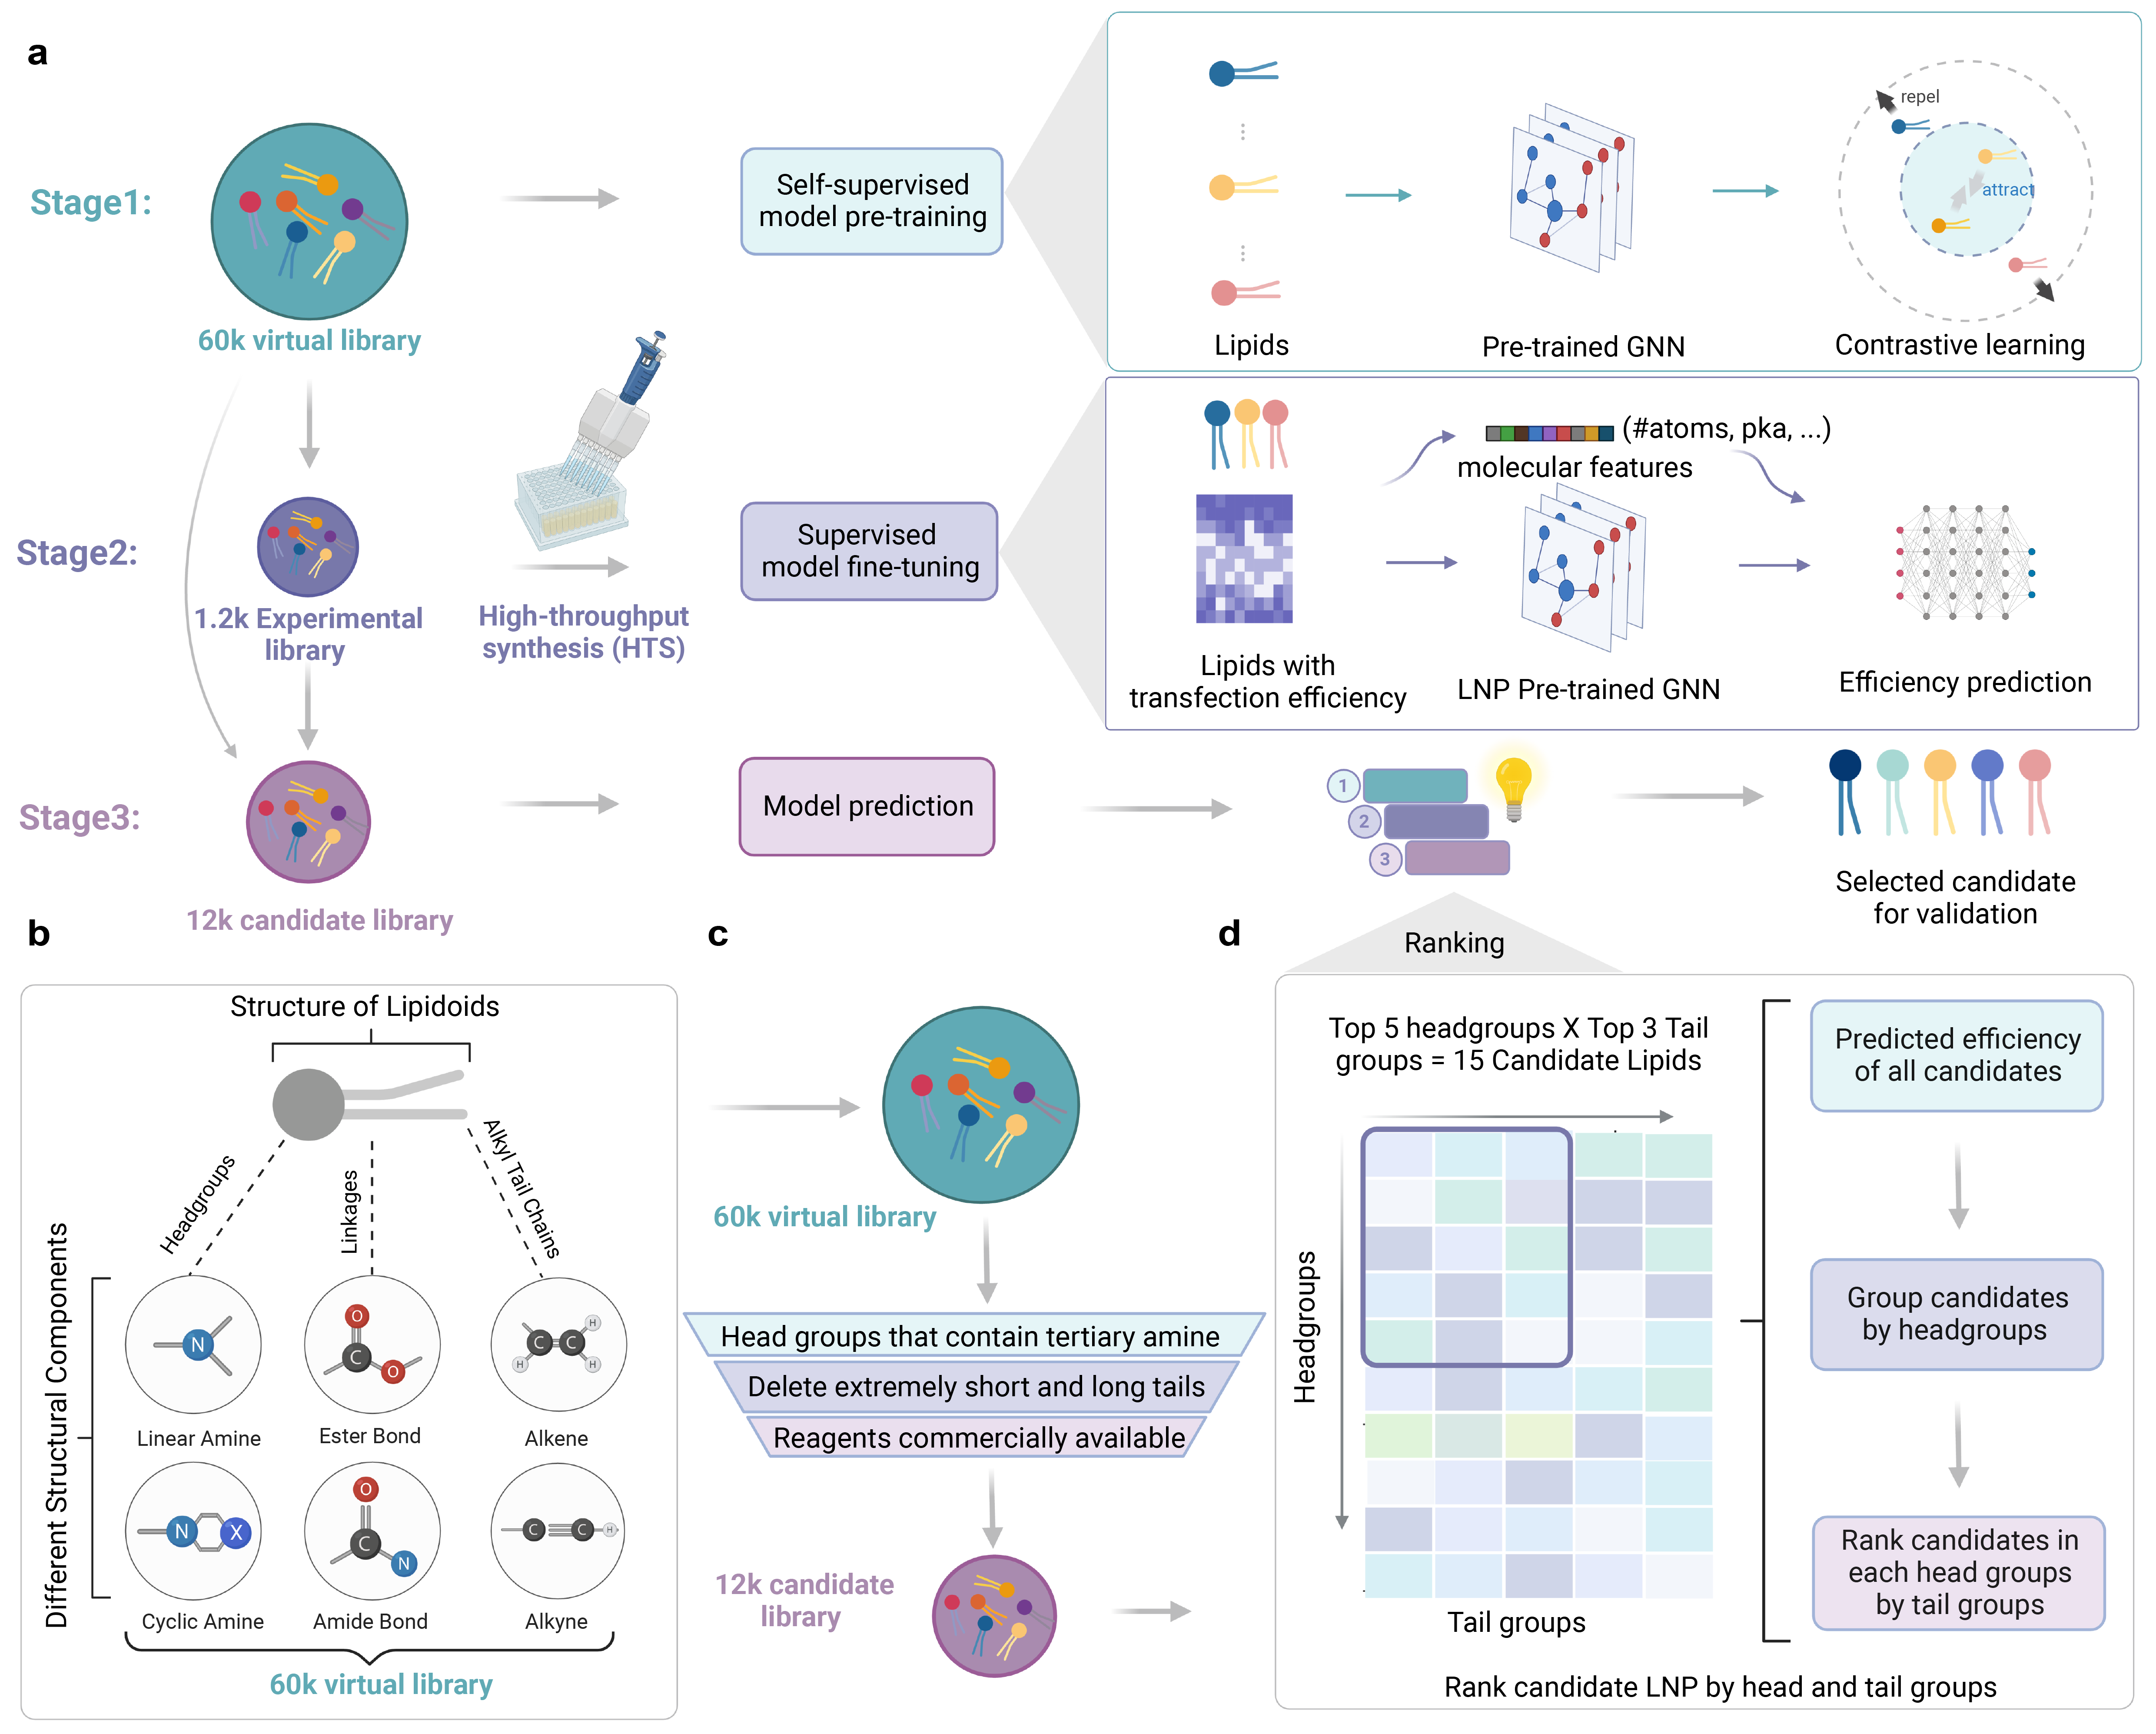 a
Stage1:
60k virtual library
Self-supervised
model pre-training
Lipids
Pre-trained GNN
repel
attract
Contrastive learning
Stage2:
1.2k Experimental
library
High-throughput
synthesis (HTS)
Supervised
model fine-tuning
Lipids with
transfection efficiency
(#atoms, pka, ...)
molecular features
LNP Pre-trained GNN
Efficiency prediction
Stage3:
12k candidate library
Model prediction
1
2
3
Selected candidate
for validation
b
Structure of Lipidoids
Headgroups
Linkages
Alkyl Tail Chains
Different Structural Components
N
O
C
O
C
C
H
H
H
Linear Amine
Ester Bond
Alkene
N
X
O
C
N
C
C
H
Cyclic Amine
Amide Bond
Alkyne
60k virtual library
c
60k virtual library
Head groups that contain tertiary amine
Delete extremely short and long tails
Reagents commercially available
12k candidate
library
d
Ranking
Top 5 headgroups X Top 3 Tail
groups = 15 Candidate Lipids
Headgroups
Tail groups
Predicted efficiency
of all candidates
Group candidates
by headgroups
Rank candidates in
each head groups
by tail groups
Rank candidate LNP by head and tail groups